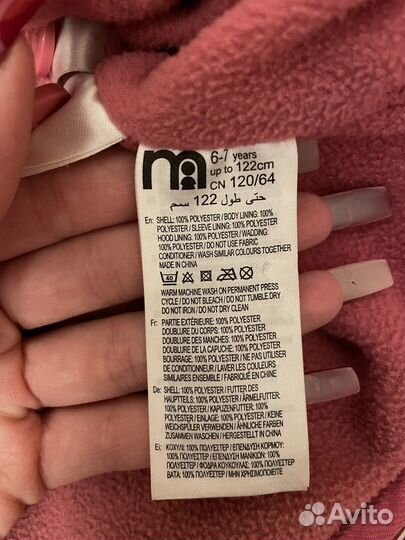 m
6-7 years
up to 122cm
CN 120/64
حتى طول 122 سم
En: SHELL: 100% POLYESTER / BODY LINING: 100%
POLYESTER / SLEEVE LINING: 100% POLYESTER /
HOOD LINING: 100% POLYESTER / WADDING:
100% POLYESTER / DO NOT USE FABRIC
CONDITIONER / WASH SIMILAR COLOURS TOGETHER
MADE IN CHINA
40
WARM MACHINE WASH ON PERMANENT PRESS
CYCLE / DO NOT BLEACH / DO NOT TUMBLE DRY
DO NOT IRON / DO NOT DRY CLEAN
Fr: PARTIE EXTÉRIEURE: 100% POLYESTER
DOUBLURE DU CORPS: 100% POLYESTER
DOUBLURE DES MANCHES: 100% POLYESTER
DOUBLURE DE LA CAPUCHE: 100% POLYESTER
BOURRAGE: 100% POLYESTER / NE PAS UTILISER
DE CONDITIONNEUR / LAVER LES COULEURS
SIMILAIRES ENSEMBLE / FABRIQUÉ EN CHINE
De: SHELL: 100% POLYESTER / FUTTER DES
HAUPTTEILS: 100% POLYESTER / ÄRMELFUTTER:
100% POLYESTER / KAPUZENFUTTER: 100%
POLYESTER / EINLAGE: 100% POLYESTER / KEINE
WEICHSPÜLER VERWENDEN / ÄHNLICHE FARBEN
ZUSAMMEN WASCHEN / HERGESTELLT IN CHINA
Ei: ΚΟΧΥΛΙ: 100% ΠΟΛΥΕΣΤΕΡ / ΕΠΕΝΔΥΣΗ ΚΟΡΜΟΥ:
100% ΠΟΛΥΕΣΤΕΡ / ΕΠΕΝΔΥΣΗ ΜΑΝΙΚΙΩΝ: 100%
ΠΟΛΥΕΣΤΕΡ / ΦΟΔΡΑ ΚΟΥΚΟΥΛΑΣ: 100% ΠΟΛΥΕΣΤΕΡ /
ΒΑΤΑ: 100% ΠΟΛΥΕΣΤΕΡ / ΜΗΝ ΧΡΗΣΙΜΟΠΟΙΕΙΤΕ
Avito